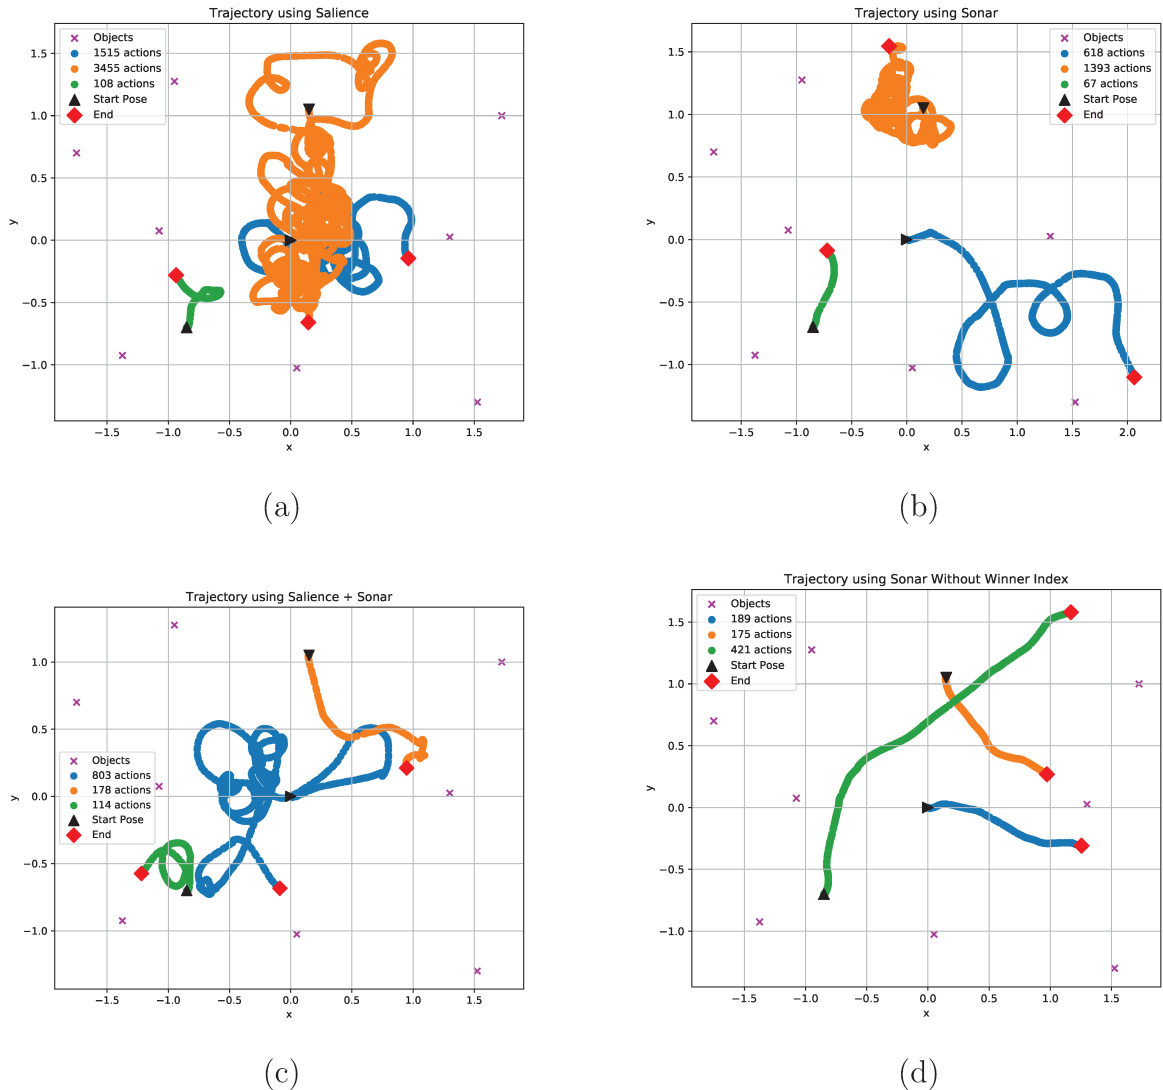 Trajectory using Salience
Objects
1515 actions
3455 actions
108 actions
Start Pose
End
1.5
1.0
0.5
0.0
−0.5
−1.0
y
−1.5
−1.0
−0.5
0.0
0.5
1.0
1.5
x
(a)
Trajectory using Sonar
Objects
618 actions
1393 actions
67 actions
Start Pose
End
1.5
1.0
0.5
0.0
−0.5
−1.0
y
−1.5
−1.0
−0.5
0.0
0.5
1.0
1.5
2.0
x
(b)
Trajectory using Salience + Sonar
Objects
803 actions
178 actions
114 actions
Start Pose
End
1.0
0.5
0.0
−0.5
−1.0
y
−1.5
−1.0
−0.5
0.0
0.5
1.0
1.5
x
(c)
Trajectory using Sonar Without Winner Index
Objects
189 actions
175 actions
421 actions
Start Pose
End
1.5
1.0
0.5
0.0
−0.5
−1.0
y
−1.5
−1.0
−0.5
0.0
0.5
1.0
1.5
x
(d)